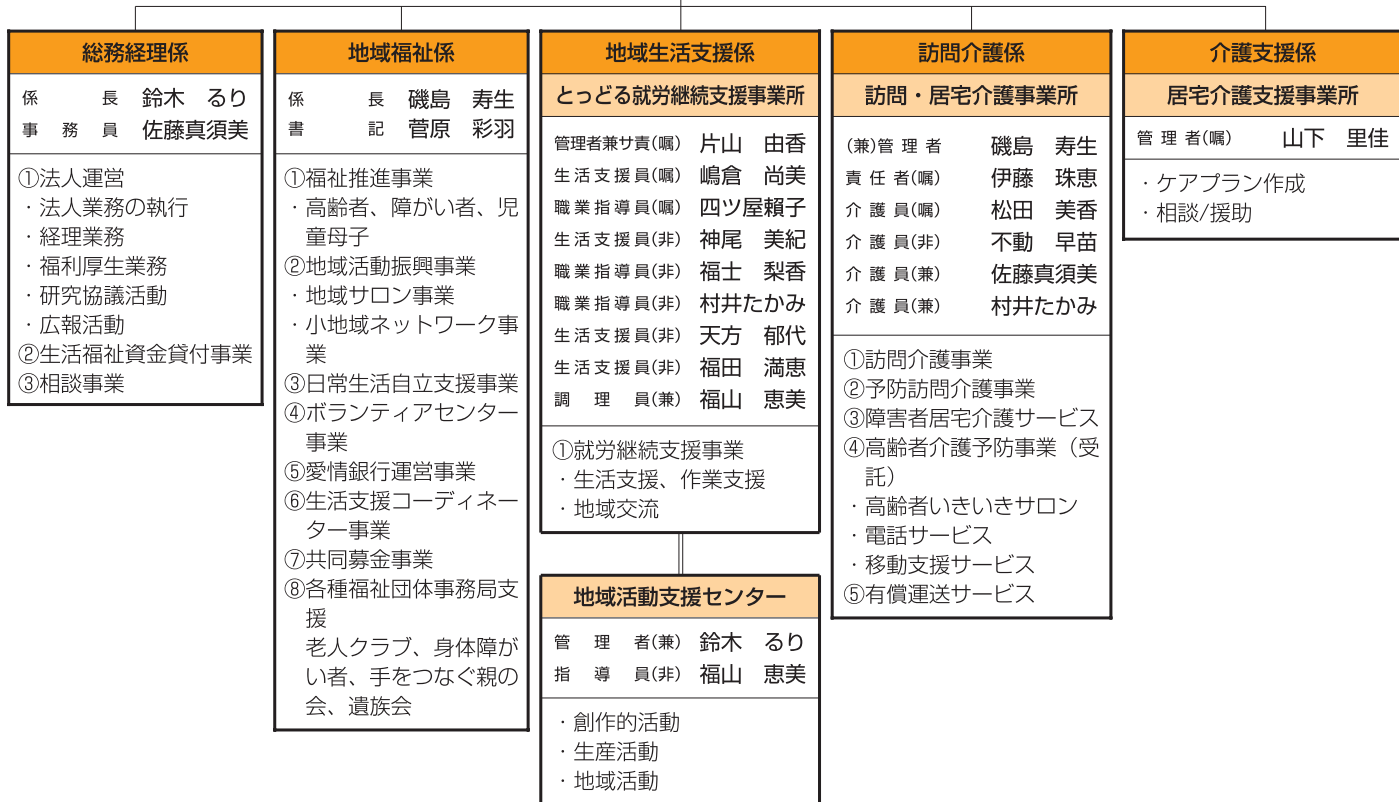 総務経理係
係長 鈴木 るり
事務員 佐藤真須美
①法人運営
・法人業務の執行
・経理業務
・福利厚生業務
・研究協議活動
・広報活動
②生活福祉資金貸付事業
③相談事業
地域福祉係
係長 磯島 寿生
書記 菅原 彩羽
①福祉推進事業
・高齢者、障がい者、児
童母子
②地域活動振興事業
・地域サロン事業
・小地域ネットワーク事
業
③日常生活自立支援事業
④ボランティアセンター
事業
⑤愛情銀行運営事業
⑥生活支援コーディネー
ター事業
⑦共同募金事業
⑧各種福祉団体事務局支
援
老人クラブ、身体障が
い者、手をつなぐ親の
会、遺族会
地域生活支援係
とっどる就労継続支援事業所
管理者兼サ責(嘱) 片山 由香
生活支援員(嘱) 嶋倉 尚美
職業指導員(嘱) 四ツ屋頼子
生活支援員(非) 神尾 美紀
職業指導員(非) 福士 梨香
職業指導員(非) 村井たかみ
生活支援員(非) 天方 郁代
生活支援員(非) 福田 満恵
調理員(兼) 福山 恵美
①就労継続支援事業
・生活支援、作業支援
・地域交流
地域活動支援センター
管理者(兼) 鈴木 るり
指導員(非) 福山 恵美
・創作的活動
・生産活動
・地域活動
訪問介護係
訪問・居宅介護事業所
(兼)管理者 磯島 寿生
責任者(嘱) 伊藤 珠恵
介護員(嘱) 松田 美香
介護員(非) 不動 早苗
介護員(兼) 佐藤真須美
介護員(兼) 村井たかみ
①訪問介護事業
②予防訪問介護事業
③障害者居宅介護サービス
④高齢者介護予防事業（受
託）
・高齢者いきいきサロン
・電話サービス
・移動支援サービス
⑤有償運送サービス
介護支援係
居宅介護支援事業所
管理者(嘱) 山下 里佳
・ケアプラン作成
・相談/援助